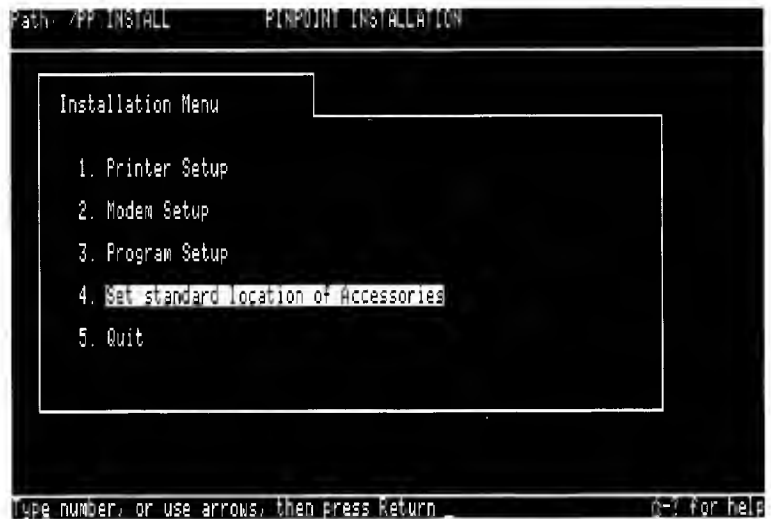 Path: /PP.INSTALL PINPOINT INSTALLATION
Installation Menu
1. Printer Setup
2. Modem Setup
3. Program Setup
4. Set standard location of Accessories
5. Quit
Type number, or use arrows, then press Return _ for help